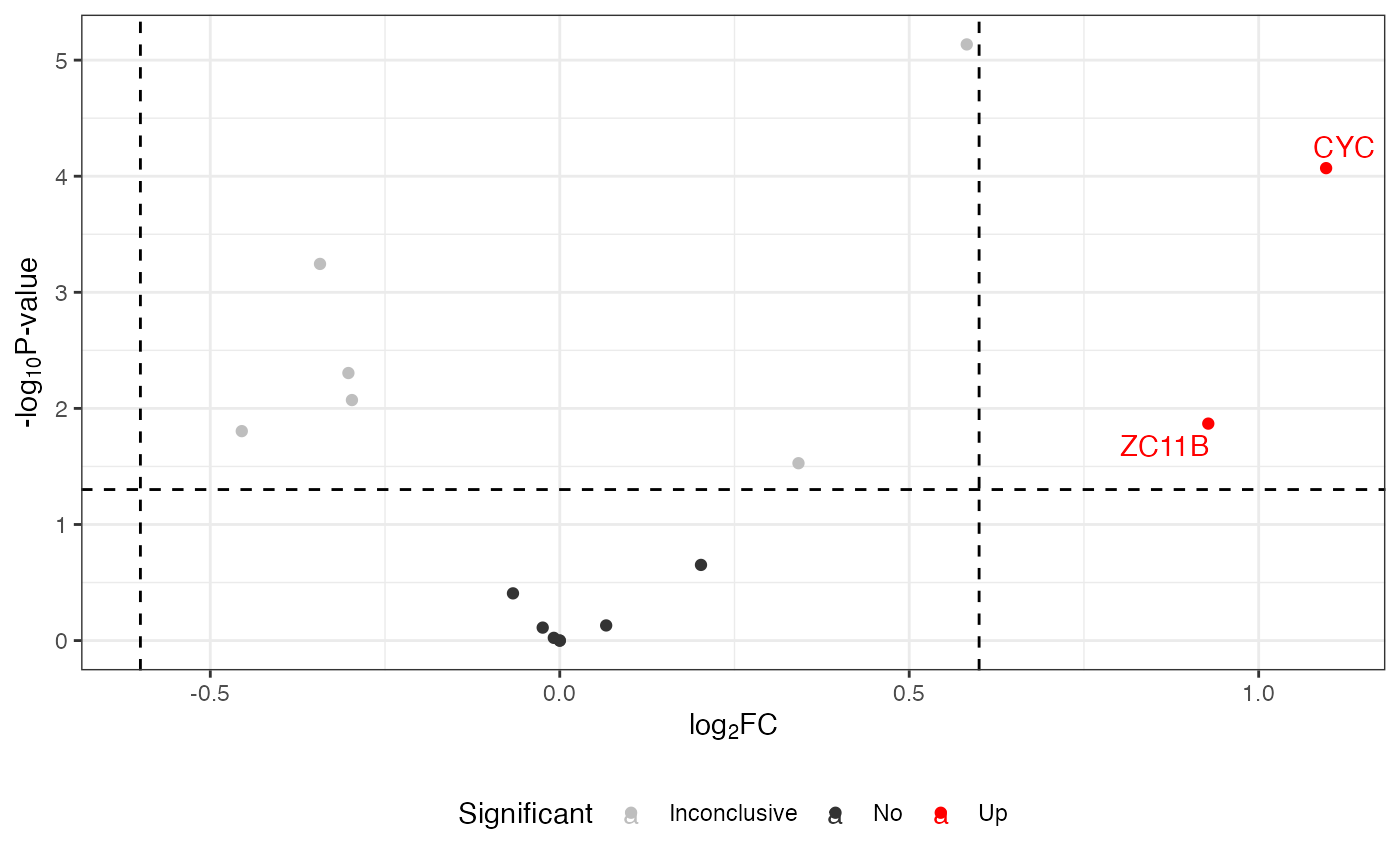 5
CYC
4
3
2
ZC11B
1
0
-log₁₀P-value
-0.5 0.0 0.5 1.0
log₂FC
Significant a Inconclusive a No a Up